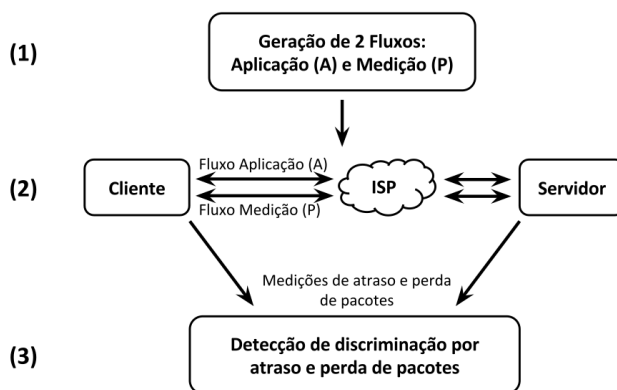 (1)
Geração de 2 Fluxos:
Aplicação (A) e Medição (P)
(2)
Cliente
Fluxo Aplicação (A)
Fluxo Medição (P)
ISP
Servidor
Medições de atraso e perda
de pacotes
(3)
Detecção de discriminação por
atraso e perda de pacotes